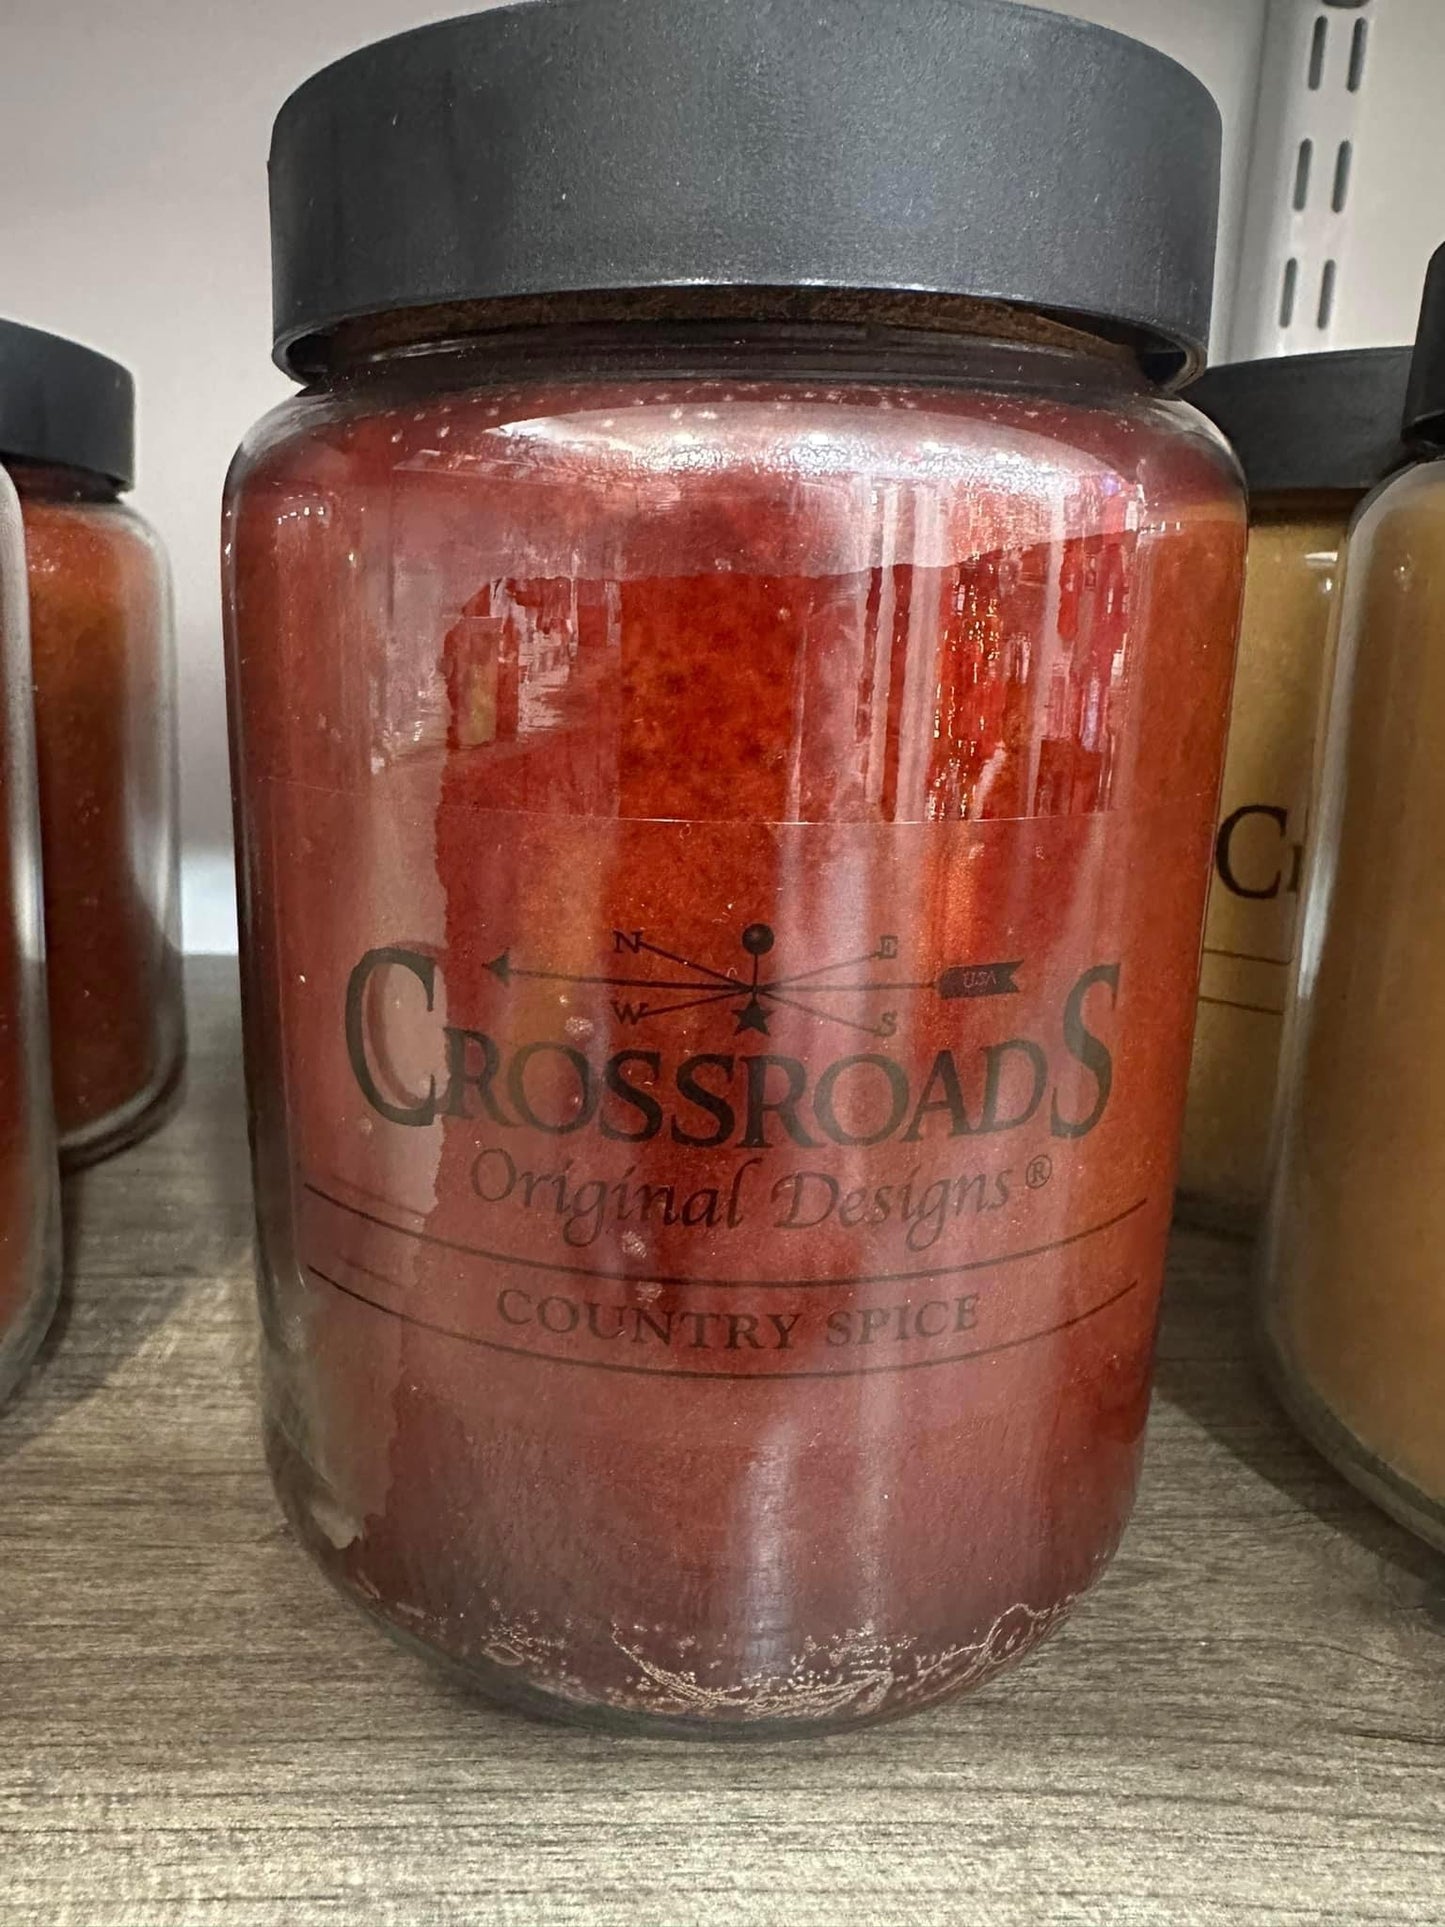 N E
USA
W S
CROSSROADS
Original Designs®
COUNTRY SPICE
C